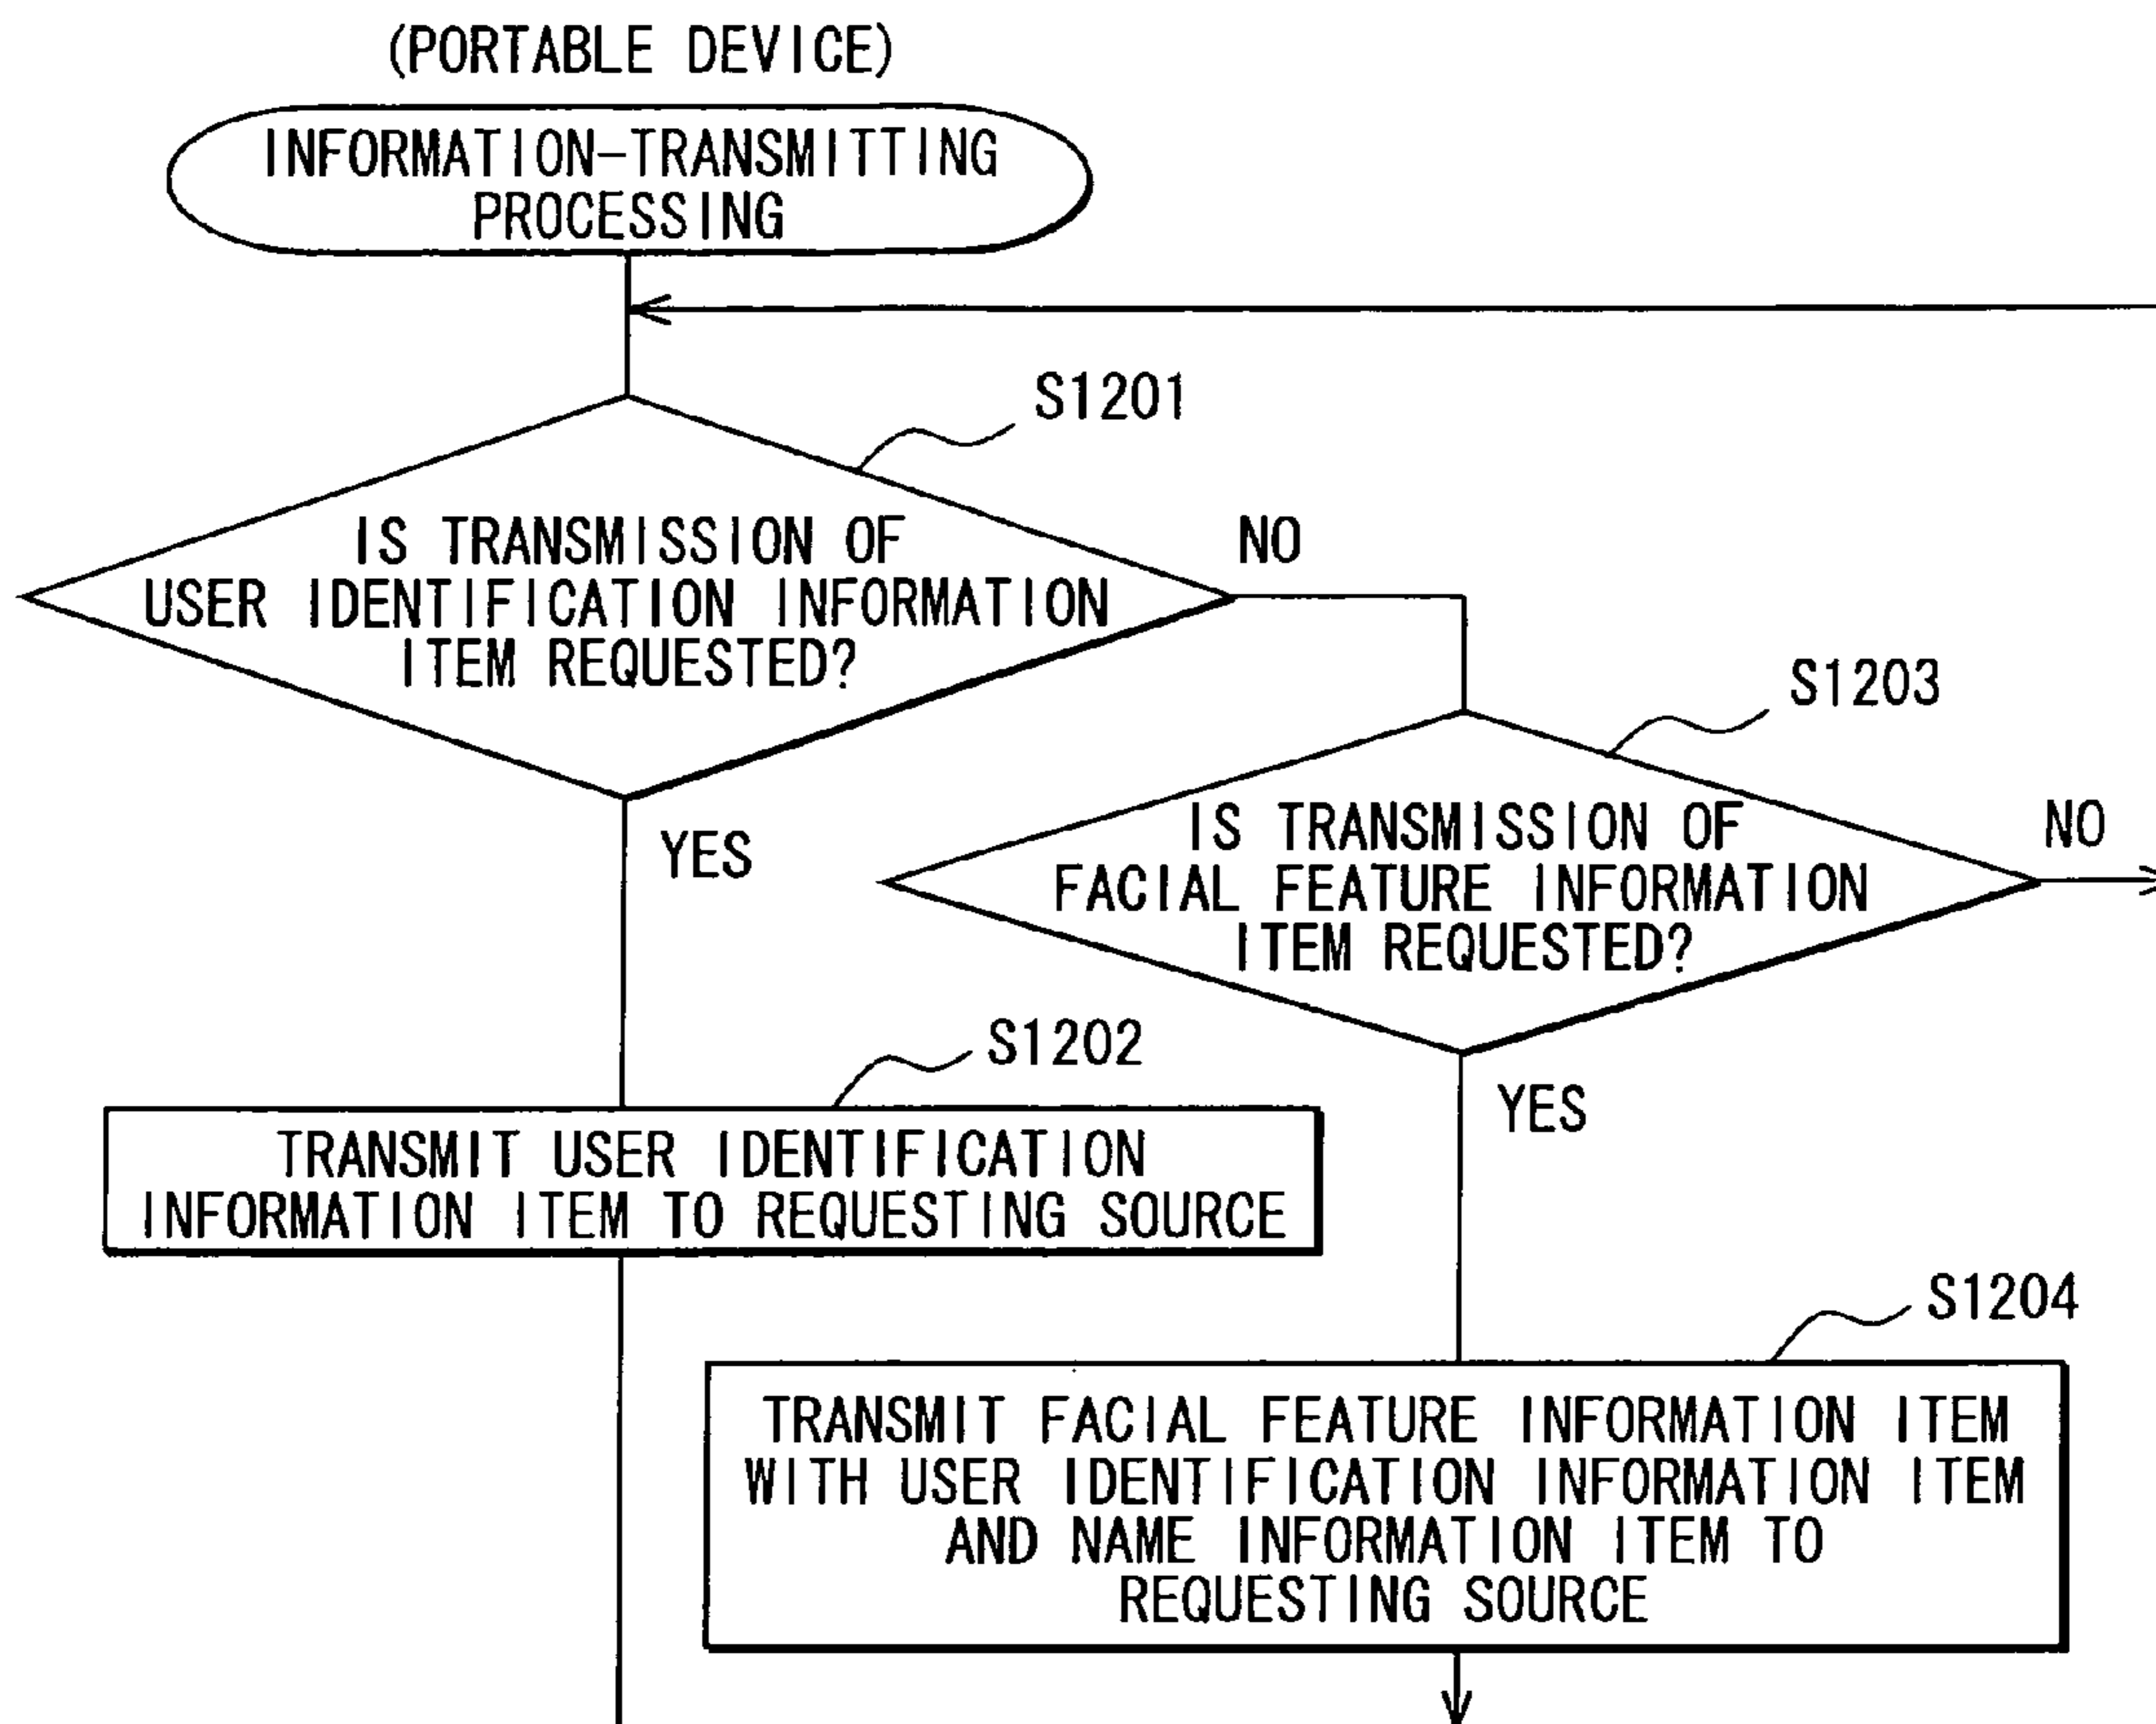 (PORTABLE DEVICE)
INFORMATION-TRANSMITTING
PROCESSING
S1201
IS TRANSMISSION OF
USER IDENTIFICATION INFORMATION
ITEM REQUESTED?
NO
YES
S1203
IS TRANSMISSION OF
FACIAL FEATURE INFORMATION
ITEM REQUESTED?
NO
YES
S1202
TRANSMIT USER IDENTIFICATION
INFORMATION ITEM TO REQUESTING SOURCE
S1204
TRANSMIT FACIAL FEATURE INFORMATION ITEM
WITH USER IDENTIFICATION INFORMATION ITEM
AND NAME INFORMATION ITEM TO
REQUESTING SOURCE